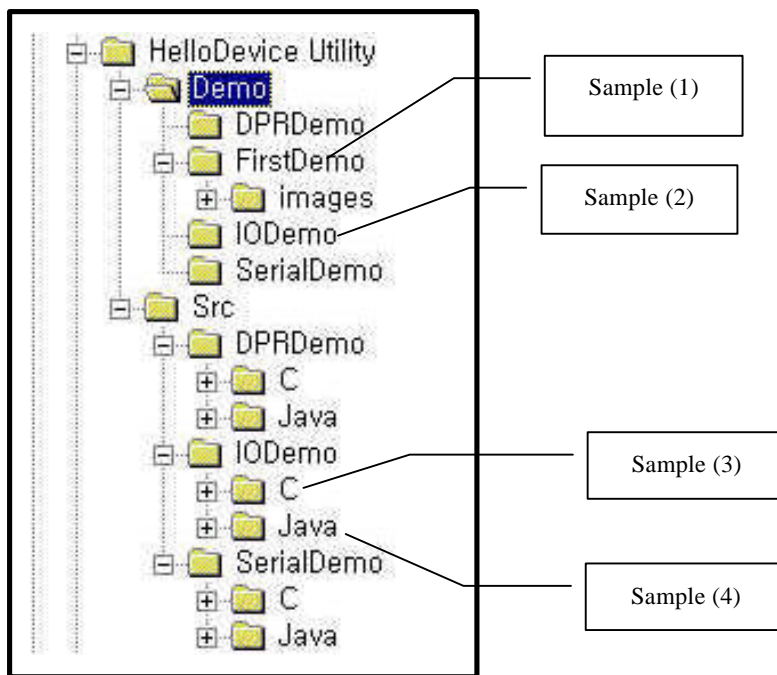 HelloDevice Utility
Demo
DPRDemo
FirstDemo
images
IODemo
SerialDemo
Src
DPRDemo
C
Java
IODemo
C
Java
SerialDemo
C
Java
Sample (1)
Sample (2)
Sample (3)
Sample (4)